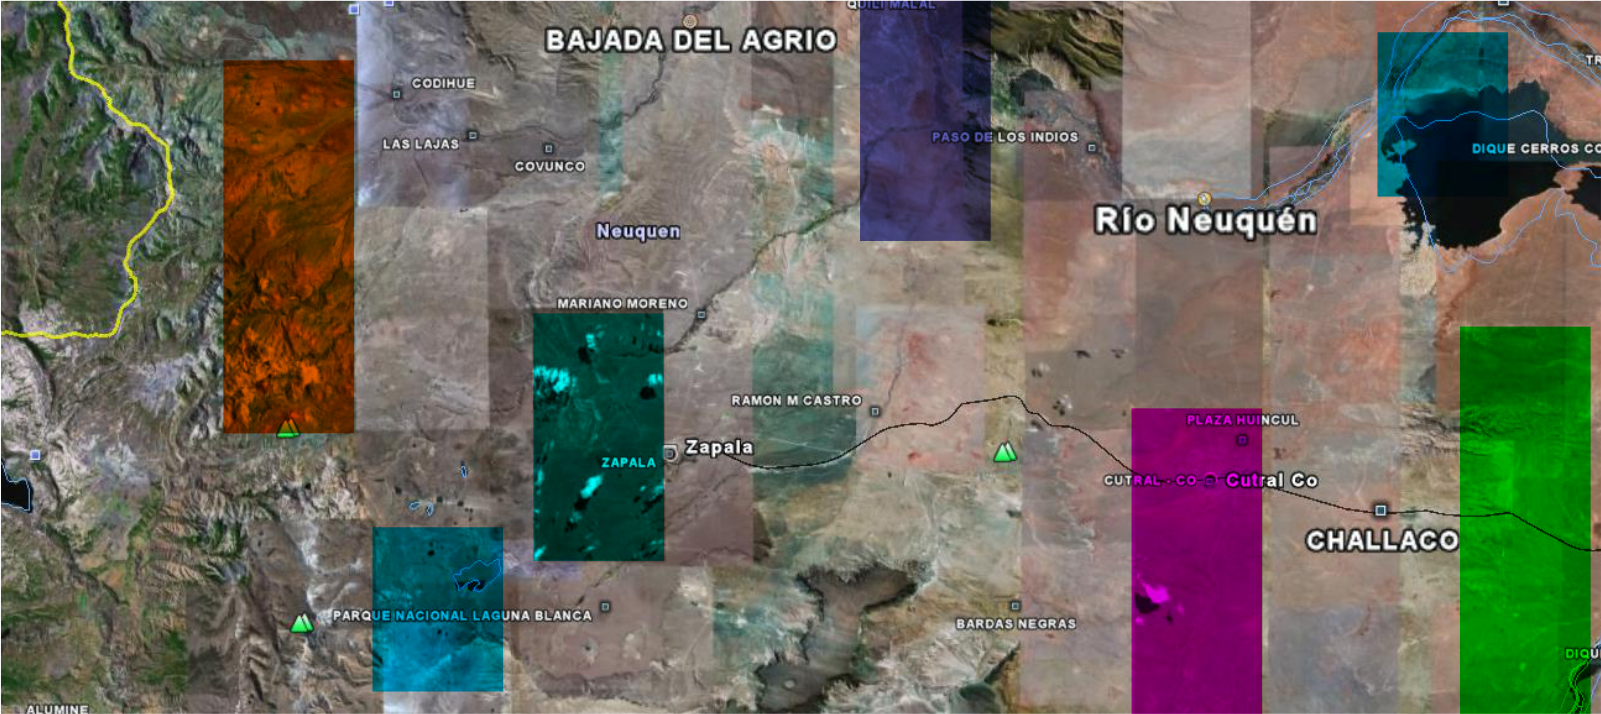 QUILI MALAL
BAJADA DEL AGRIO
TR
CODIHUE
LAS LAJAS
COVUNCO
PASO DE LOS INDIOS
DIQUE CERROS CO
Río Neuquén
Neuquen
MARIANO MORENO
RAMON M CASTRO
PLAZA HUINCUL
Zapala
ZAPALA
CUTRAL - CO
Cutral Co
CHALLACO
PARQUE NACIONAL LAGUNA BLANCA
BARDAS NEGRAS
DIQU
ALUMINE